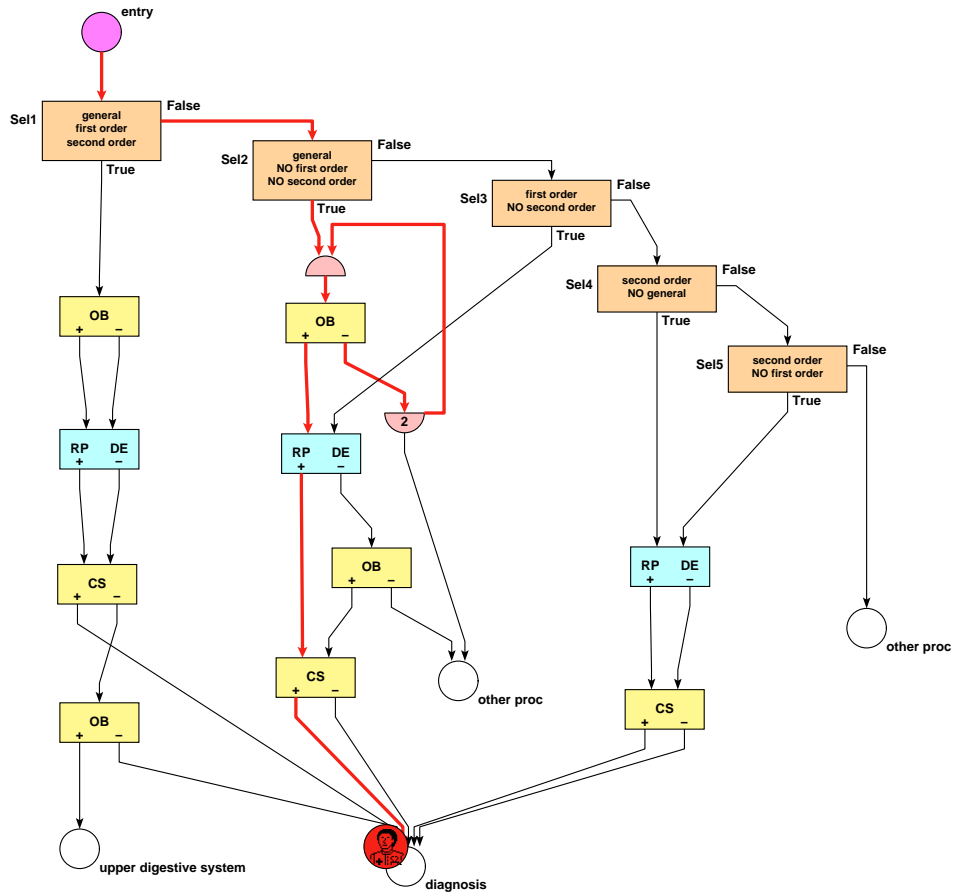 entry
False
Sel1
general
first order
second order
True
False
Sel2
general
NO first order
NO second order
True
False
Sel3
first order
NO second order
True
False
Sel4
second order
NO general
True
False
Sel5
second order
NO first order
True
OB
+ −
OB
+ −
2
RP DE
+ −
RP DE
+ −
OB
+ −
RP DE
+ −
CS
+ −
other proc
CS
+ −
other proc
OB
+ −
CS
+ −
upper digestive system
diagnosis